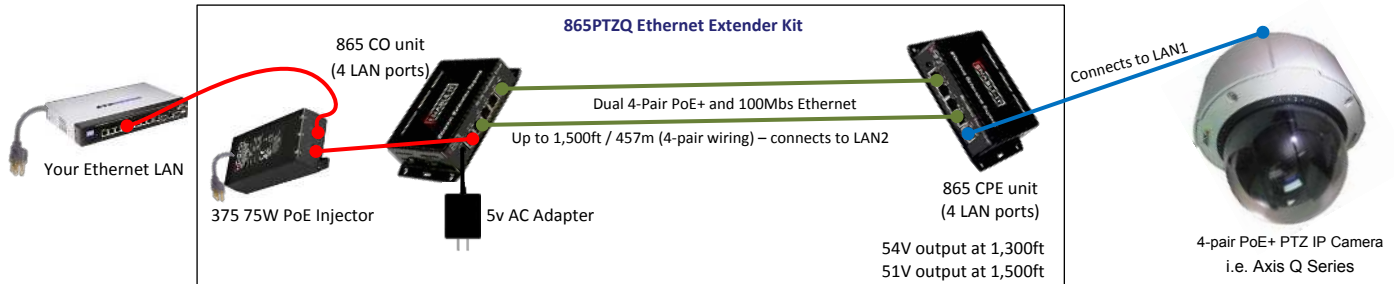 865PTZQ Ethernet Extender Kit
865 CO unit
(4 LAN ports)
Your Ethernet LAN
375 75W PoE Injector
5v AC Adapter
Dual 4-Pair PoE+ and 100Mbs Ethernet
Up to 1,500ft / 457m (4-pair wiring) – connects to LAN2
865 CPE unit
(4 LAN ports)
54V output at 1,300ft
51V output at 1,500ft
Connects to LAN1
4-pair PoE+ PTZ IP Camera
i.e. Axis Q Series